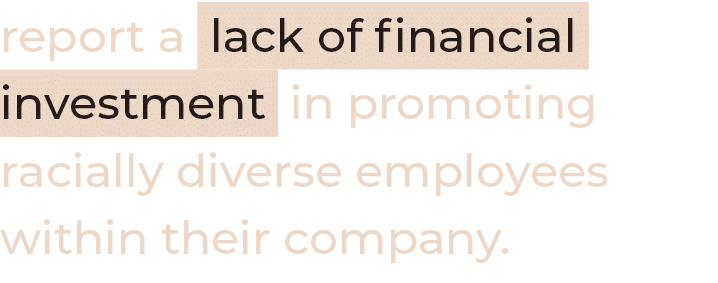 report a lack of financial
investment in promoting
racially diverse employees
within their company.